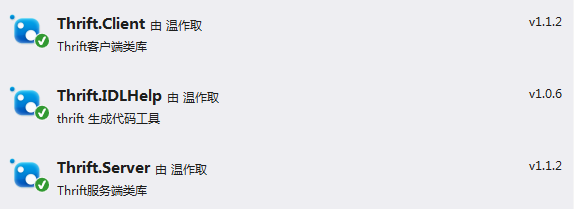 Thrift.Client 由 温作取 v1.1.2
Thrift客户端类库
Thrift.IDLHelp 由 温作取 v1.0.6
thrift 生成代码工具
Thrift.Server 由 温作取 v1.1.2
Thrift服务端类库